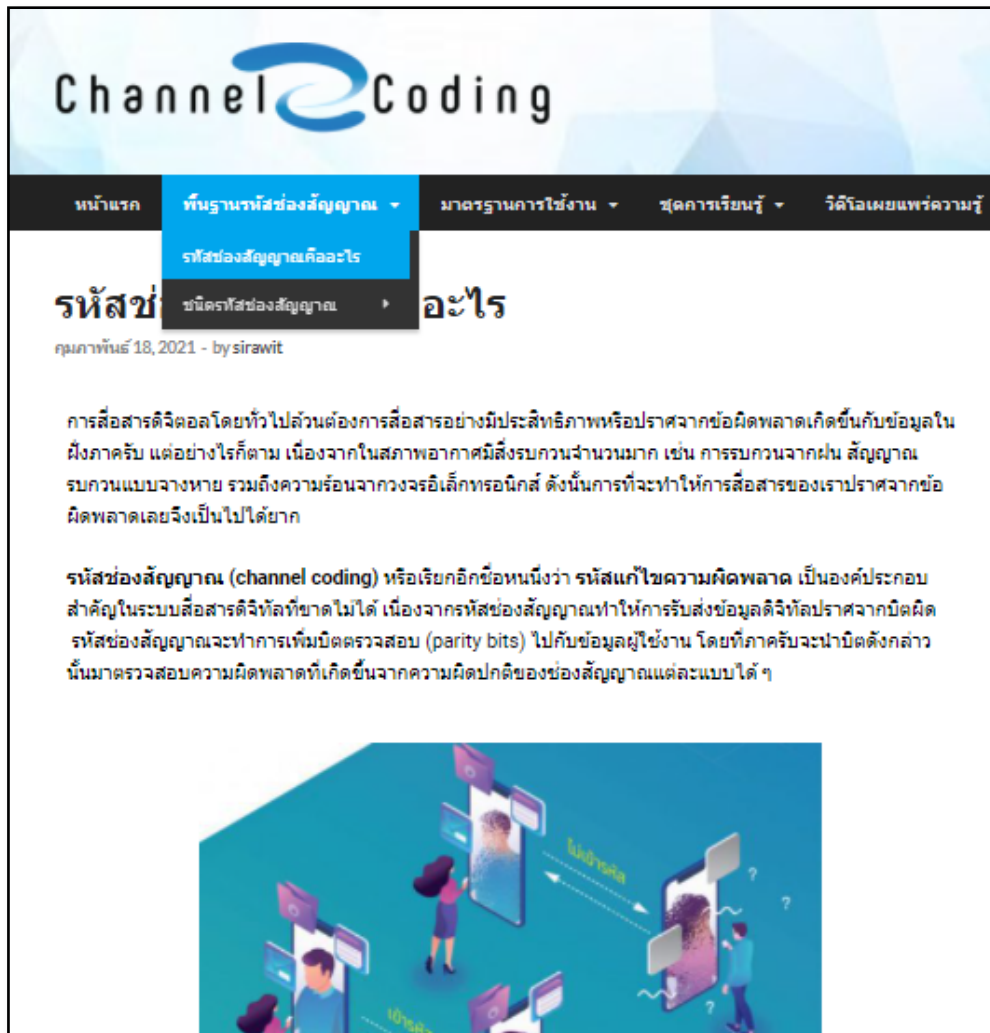 Channel Coding
หน้าแรก พื้นฐานรหัสช่องสัญญาณ มาตรฐานการใช้งาน ชุดการเรียนรู้ วิดีโอเผยแพร่ความรู้
รหัสช่องสัญญาณคืออะไร
ชนิดรหัสช่องสัญญาณ
รหัสช่ อะไร
กุมภาพันธ์ 18, 2021 - by sirawit
การสื่อสารดิจิตอลโดยทั่วไปล้วนต้องการสื่อสารอย่างมีประสิทธิภาพหรือปราศจากข้อผิดพลาดเกิดขึ้นกับข้อมูลใน
ฝั่งภาครับ แต่อย่างไรก็ตาม เนื่องจากในสภาพอากาศมีสิ่งรบกวนจำนวนมาก เช่น การรบกวนจากฝน สัญญาณ
รบกวนแบบจางหาย รวมถึงความร้อนจากวงจรอิเล็กทรอนิกส์ ดังนั้นการที่จะทำให้การสื่อสารของเราปราศจากข้อ
ผิดพลาดเลยจึงเป็นไปได้ยาก
รหัสช่องสัญญาณ (channel coding) หรือเรียกอีกชื่อหนนึ่งว่า รหัสแก้ไขความผิดพลาด เป็นองค์ประกอบ
สำคัญในระบบสื่อสารดิจิทัลที่ขาดไม่ได้ เนื่องจากรหัสช่องสัญญาณทำให้การรับส่งข้อมูลดิจิทัลปราศจากบิตผิด
รหัสช่องสัญญาณจะทำการเพิ่มบิตตรวจสอบ (parity bits) ไปกับข้อมูลผู้ใช้งาน โดยที่ภาครับจะนำบิตดังกล่าว
นั้นมาตรวจสอบความผิดพลาดที่เกิดขึ้นจากความผิดปกติของช่องสัญญาณแต่ละแบบได้ ๆ
ไม่เข้ารหัส
? ?
เข้ารหัส
?